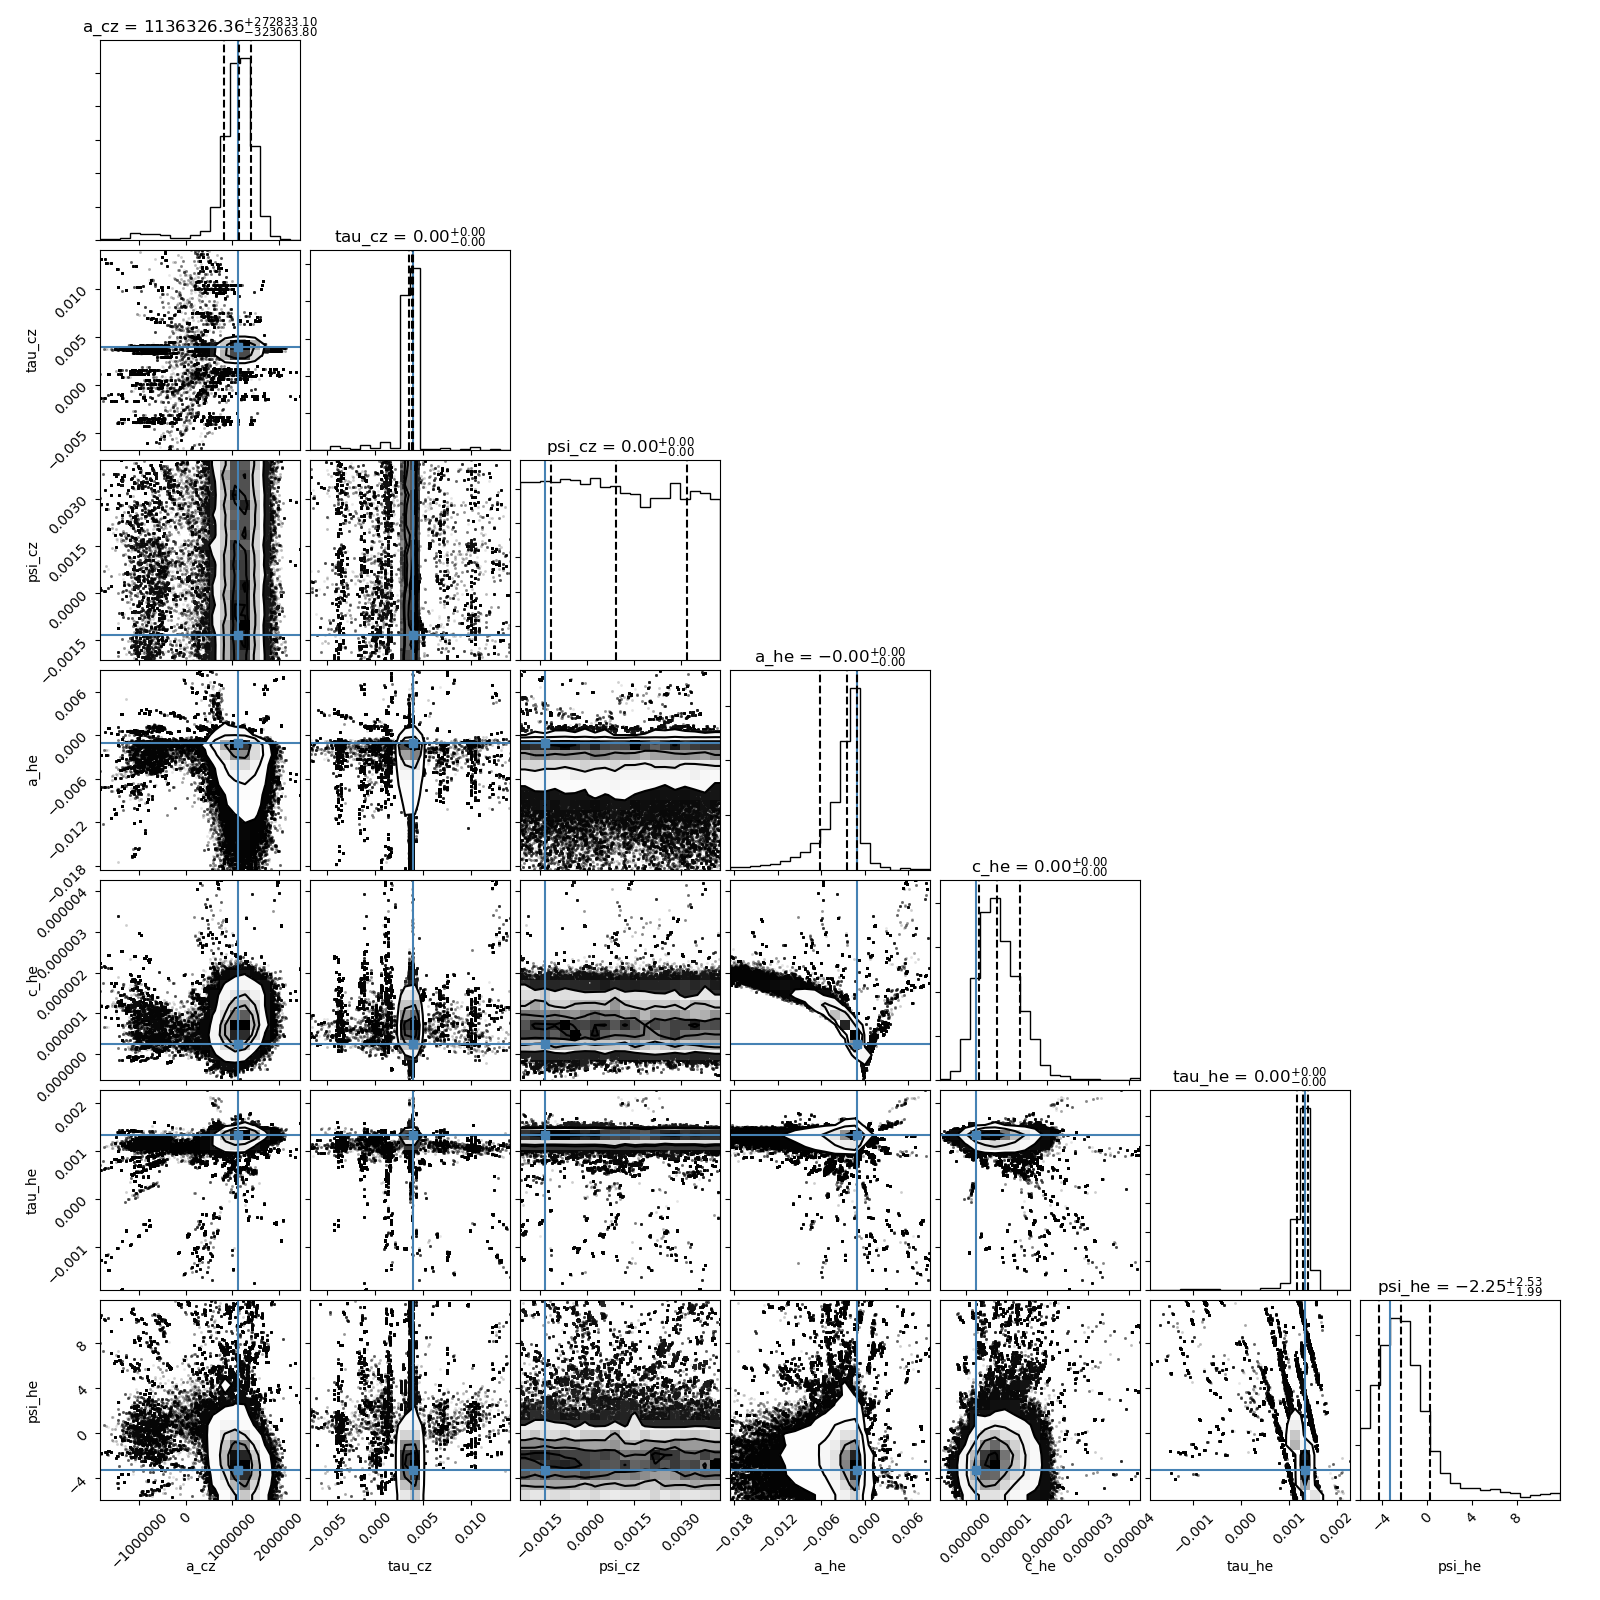 a_cz = 1136326.36 +272833.10 −323063.80
tau_cz = 0.00 +0.00 −0.00
0.010
0.005
0.000
−0.005
tau_cz
psi_cz = 0.00 +0.00 −0.00
0.0030
0.0015
0.0000
−0.0015
psi_cz
a_he = −0.00 +0.00 −0.00
0.006
0.000
−0.006
−0.012
−0.018
a_he
c_he = 0.00 +0.00 −0.00
0.000004
0.000003
0.000002
0.000001
0.000000
c_he
tau_he = 0.00 +0.00 −0.00
0.002
0.001
0.000
−0.001
tau_he
psi_he = −2.25 +2.53 −1.99
8
4
0
−4
psi_he
−1000000 0 1000000 2000000
−0.005 0.000 0.005 0.010
−0.0015 0.0000 0.0015 0.0030
−0.018 −0.012 −0.006 0.000 0.006
0.000000 0.000001 0.000002 0.000003 0.000004
−0.001 0.000 0.001 0.002
−4 0 4 8
a_cz tau_cz psi_cz a_he c_he tau_he psi_he